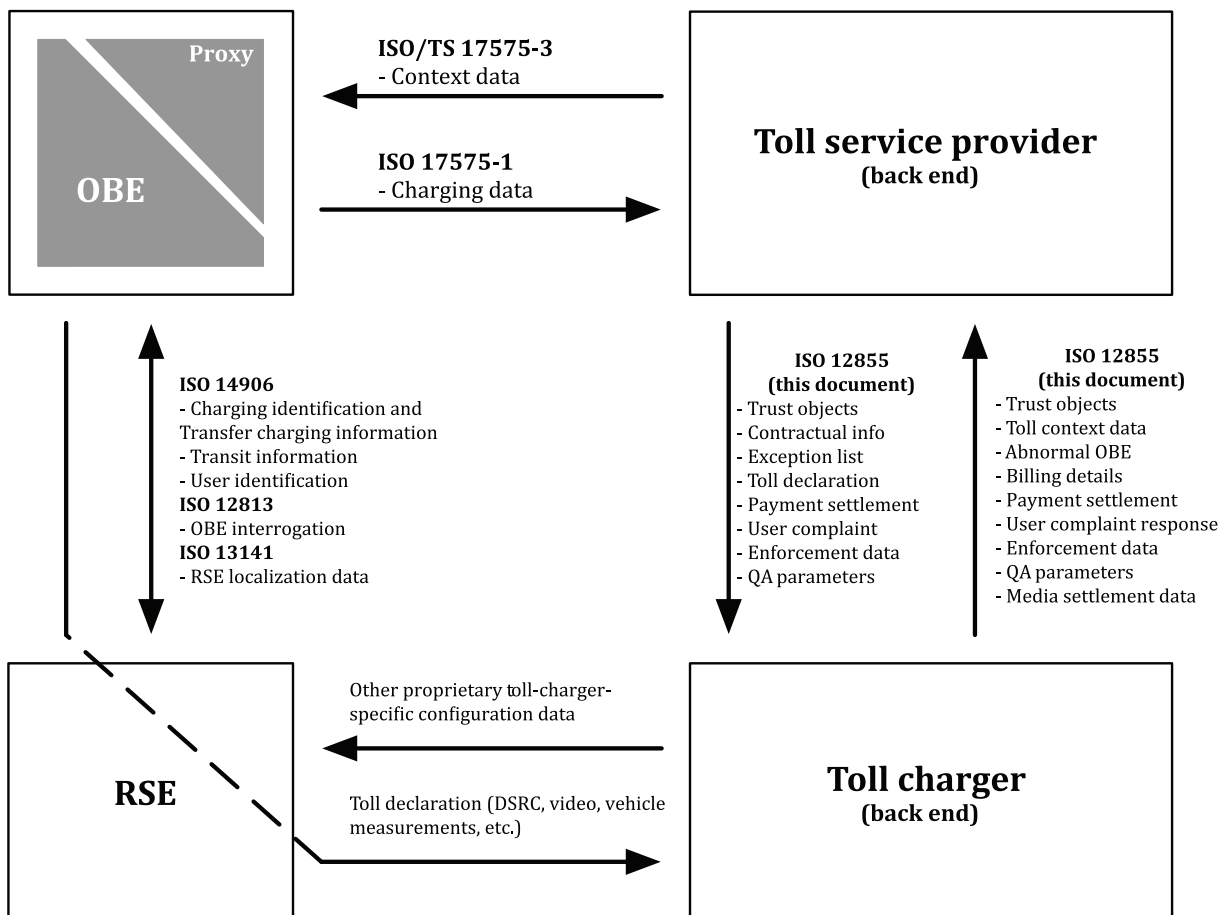 Proxy
OBE
ISO/TS 17575-3
- Context data
ISO 17575-1
- Charging data
Toll service provider
(back end)
ISO 14906
- Charging identification and
Transfer charging information
- Transit information
- User identification
ISO 12813
- OBE interrogation
ISO 13141
- RSE localization data
ISO 12855
(this document)
- Trust objects
- Contractual info
- Exception list
- Toll declaration
- Payment settlement
- User complaint
- Enforcement data
- QA parameters
ISO 12855
(this document)
- Trust objects
- Toll context data
- Abnormal OBE
- Billing details
- Payment settlement
- User complaint response
- Enforcement data
- QA parameters
- Media settlement data
RSE
Other proprietary toll-charger-
specific configuration data
Toll declaration (DSRC, video, vehicle
measurements, etc.)
Toll charger
(back end)